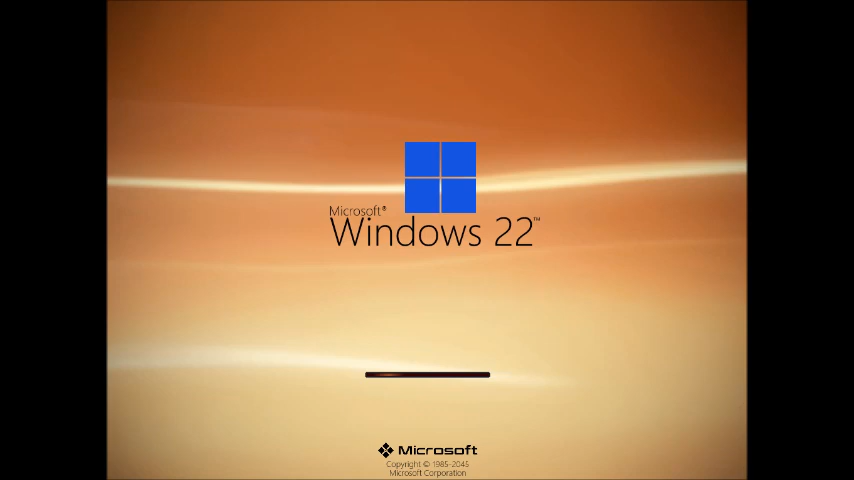 Microsoft®
Windows 22™
Microsoft
Copyright © 1985-2045
Microsoft Corporation